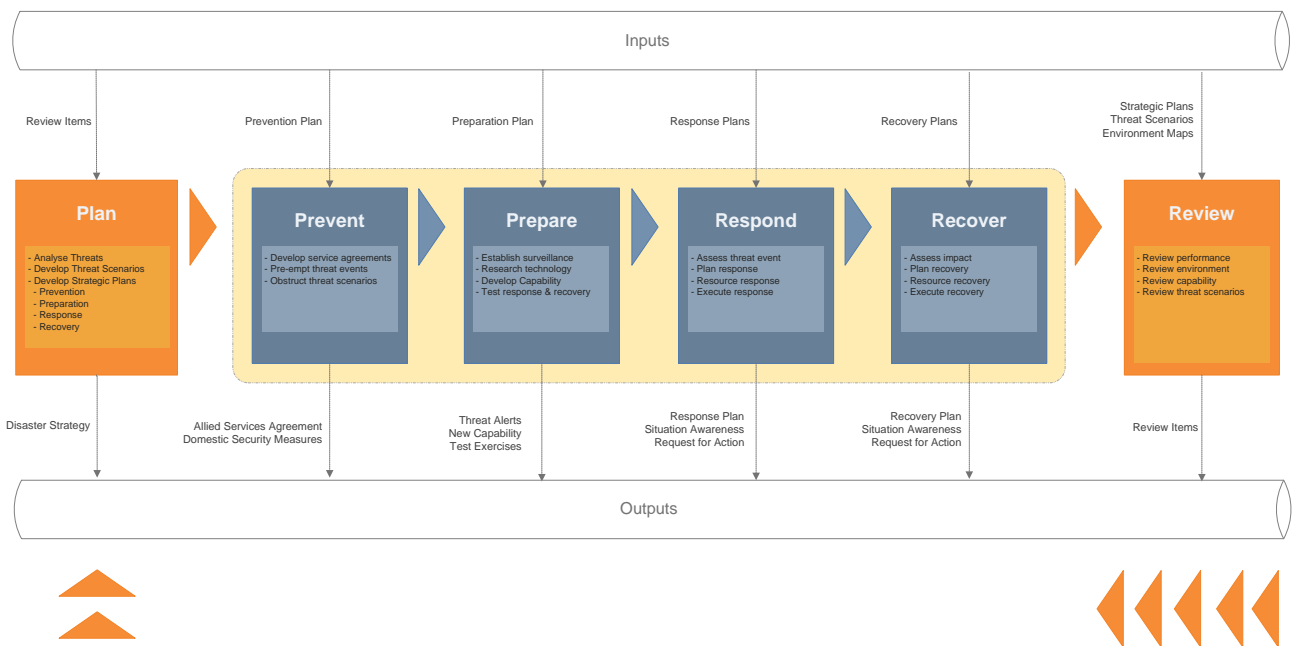 Inputs
Review Items
Prevention Plan
Preparation Plan
Response Plans
Recovery Plans
Strategic Plans
Threat Scenarios
Environment Maps
Plan
- Analyse Threats
- Develop Threat Scenarios
- Develop Strategic Plans
- Prevention
- Preparation
- Response
- Recovery
Prevent
- Develop service agreements
- Pre-empt threat events
- Obstruct threat scenarios
Prepare
- Establish surveillance
- Research technology
- Develop Capability
- Test response & recovery
Respond
- Assess threat event
- Plan response
- Resource response
- Execute response
Recover
- Assess impact
- Plan recovery
- Resource recovery
- Execute recovery
Review
- Review performance
- Review environment
- Review capability
- Review threat scenarios
Disaster Strategy
Allied Services Agreement
Domestic Security Measures
Threat Alerts
New Capability
Test Exercises
Response Plan
Situation Awareness
Request for Action
Recovery Plan
Situation Awareness
Request for Action
Review Items
Outputs